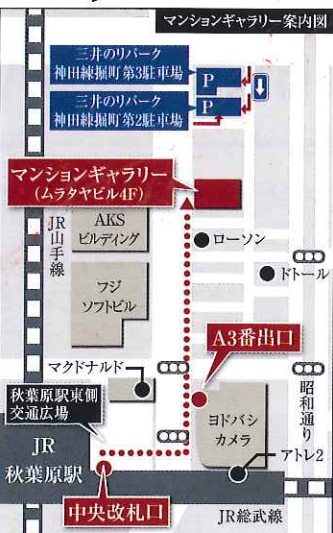 マンションギャラリー案内図
三井のリパーク
神田練塀町第3駐車場
P
三井のリパーク
神田練塀町第2駐車場
P
マンションギャラリー
(ムラタヤビル4F)
JR山手線
AKS
ビルディング
ローソン
ドトール
フジ
ソフトビル
A3番出口
マクドナルド
昭和通り
秋葉原駅東側
交通広場
ヨドバシ
カメラ
JR
秋葉原駅
アトレ2
中央改札口
JR総武線